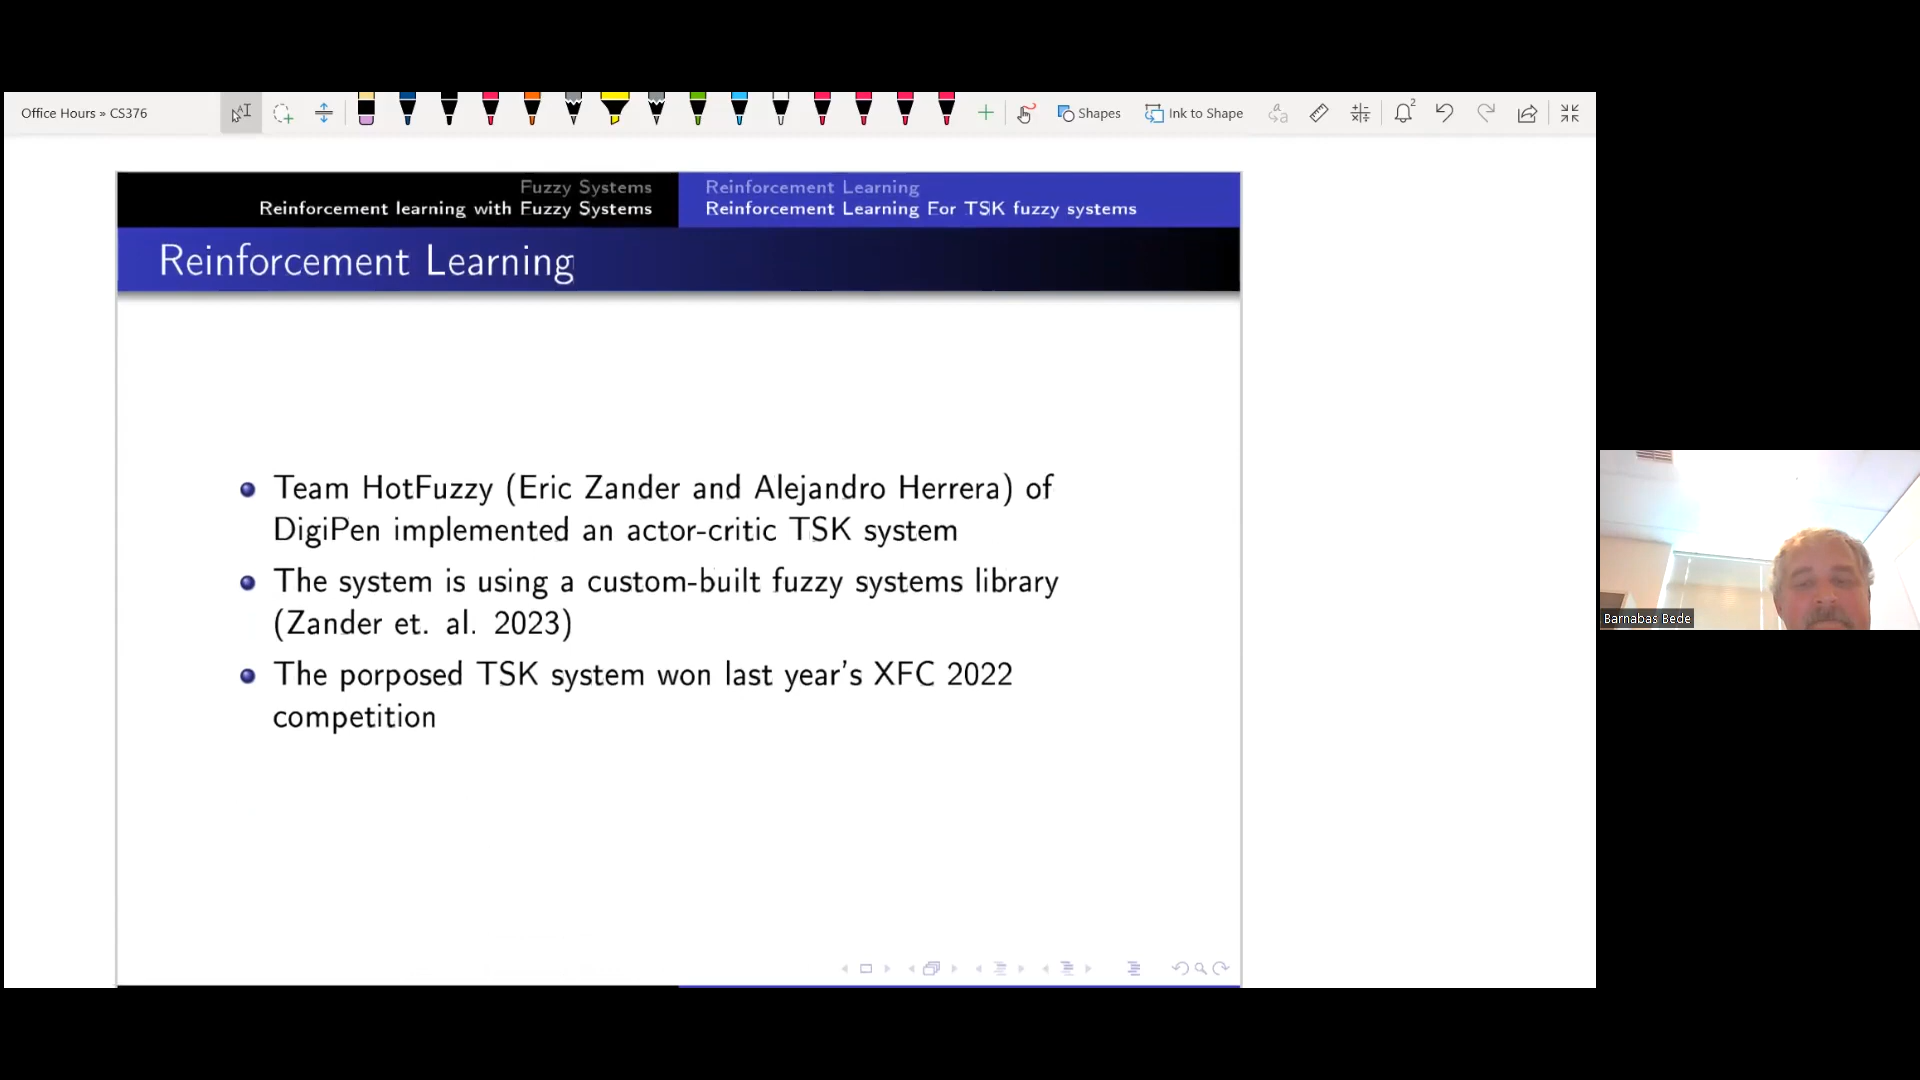 Office Hours » CS376
Shapes
Ink to Shape
2
Fuzzy Systems
Reinforcement learning with Fuzzy Systems
Reinforcement Learning
Reinforcement Learning For TSK fuzzy systems
Reinforcement Learning
Team HotFuzzy (Eric Zander and Alejandro Herrera) of
DigiPen implemented an actor-critic TSK system
The system is using a custom-built fuzzy systems library
(Zander et. al. 2023)
The porposed TSK system won last year's XFC 2022
competition
Barnabas Bede